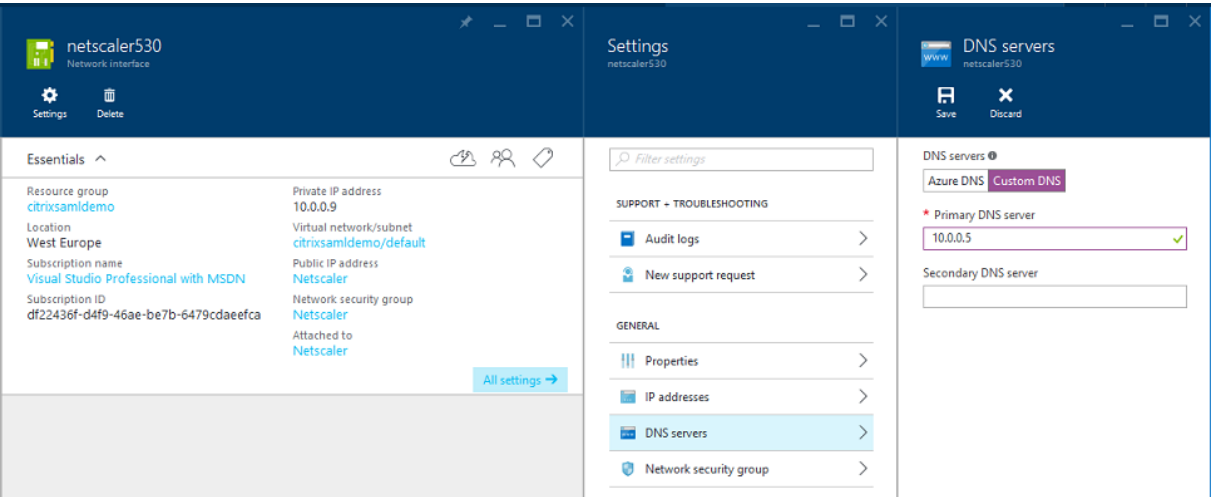 netscaler530
Network interface
Settings
Delete
Essentials
Resource group
citrixsamldemo
Location
West Europe
Subscription name
Visual Studio Professional with MSDN
Subscription ID
df22436f-d4f9-46ae-be7b-6479cdaeefca
Private IP address
10.0.0.9
Virtual network/subnet
citrixsamldemo/default
Public IP address
Netscaler
Network security group
Netscaler
Attached to
Netscaler
All settings
Settings
netscaler530
Filter settings
SUPPORT + TROUBLESHOOTING
Audit logs
New support request
GENERAL
Properties
IP addresses
DNS servers
Network security group
www
DNS servers
netscaler530
Save
Discard
DNS servers
Azure DNS Custom DNS
* Primary DNS server
10.0.0.5
Secondary DNS server